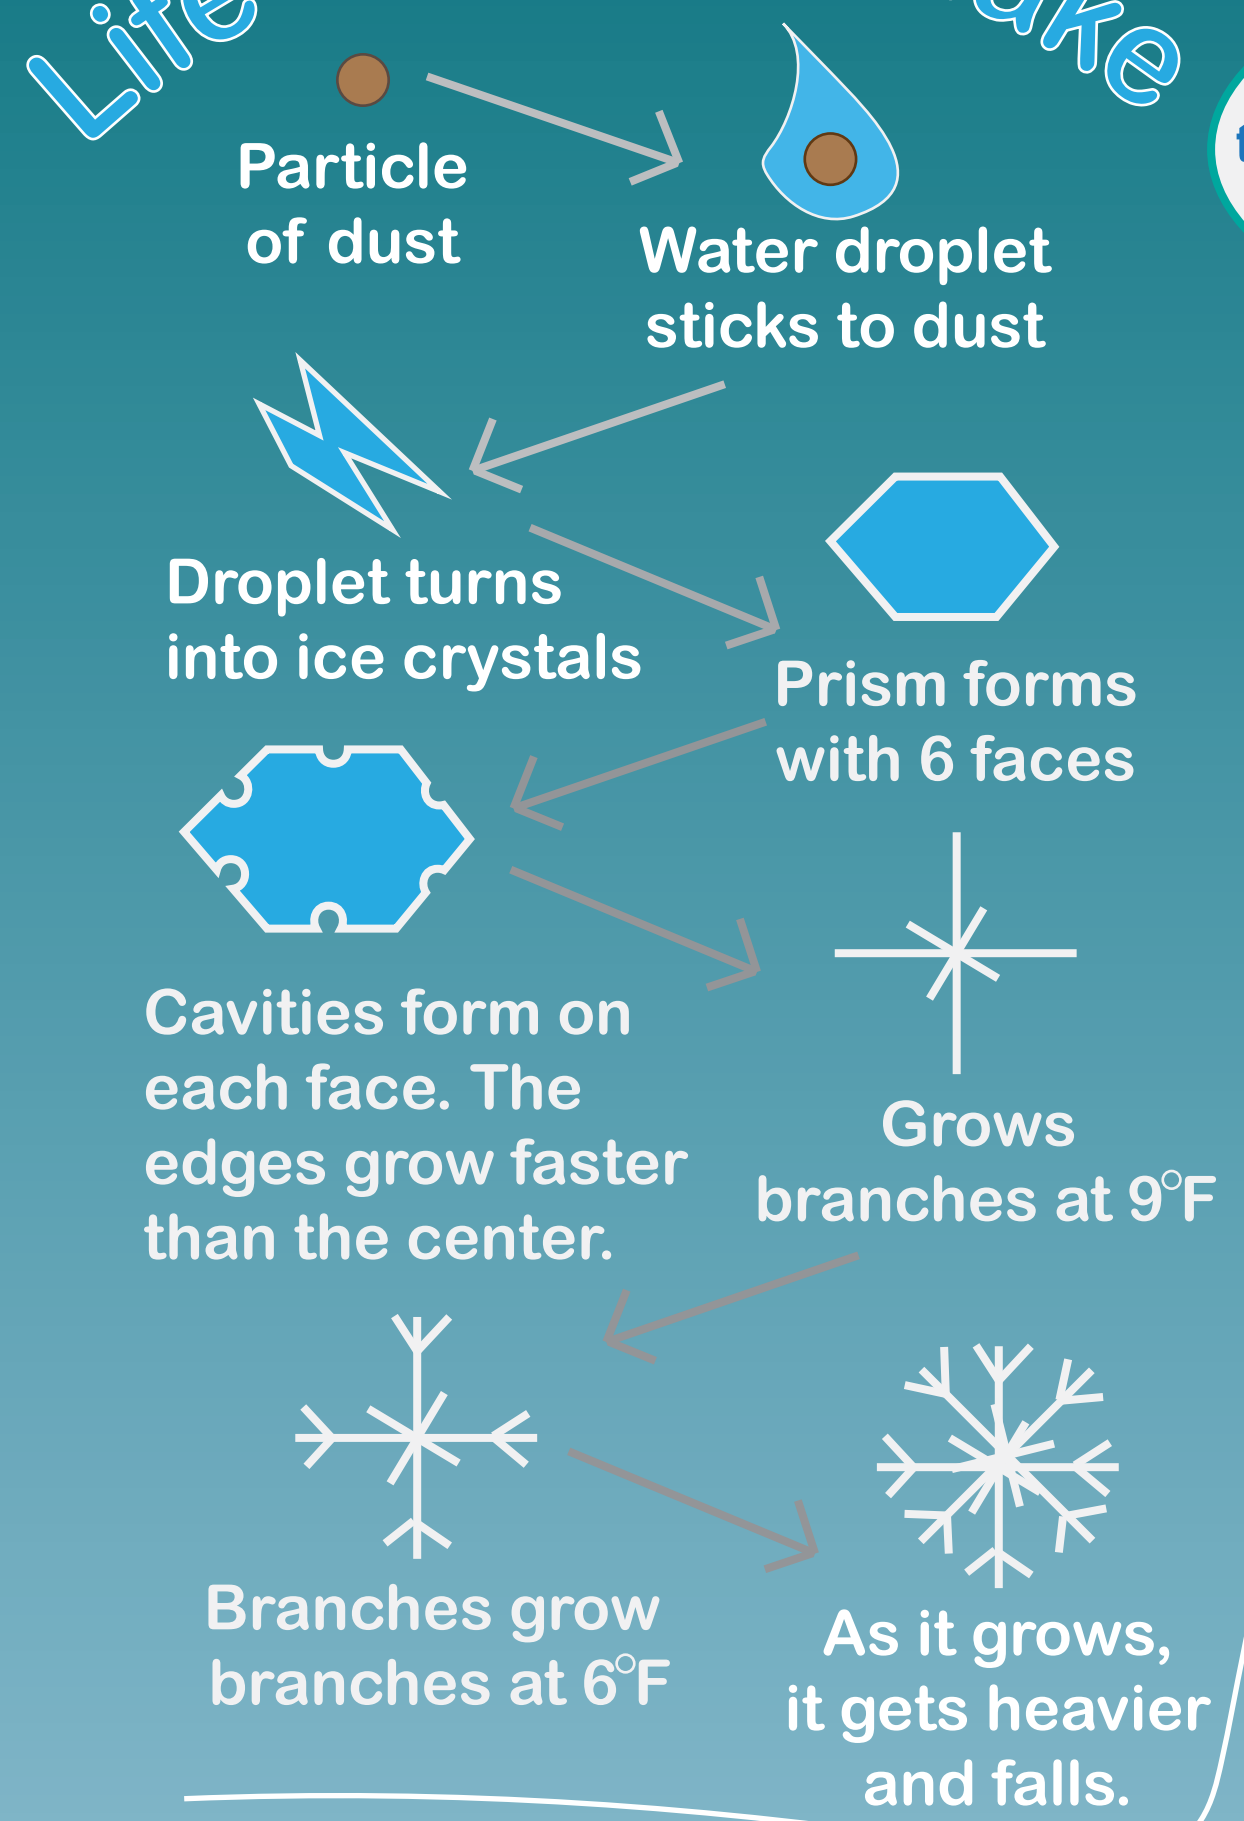 Life
Particle
of dust
Water droplet
sticks to dust
Droplet turns
into ice crystals
Prism forms
with 6 faces
Cavities form on
each face. The
edges grow faster
than the center.
Grows
branches at 9°F
Branches grow
branches at 6°F
As it grows,
it gets heavier
and falls.